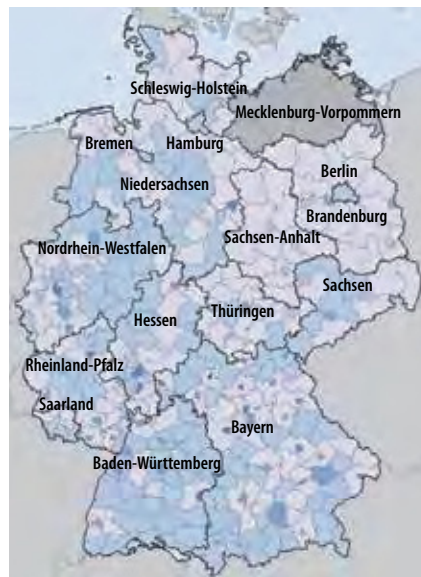 Schleswig-Holstein
Mecklenburg-Vorpommern
Bremen
Hamburg
Berlin
Niedersachsen
Brandenburg
Sachsen-Anhalt
Nordrhein-Westfalen
Sachsen
Thüringen
Hessen
Rheinland-Pfalz
Saarland
Bayern
Baden-Württemberg